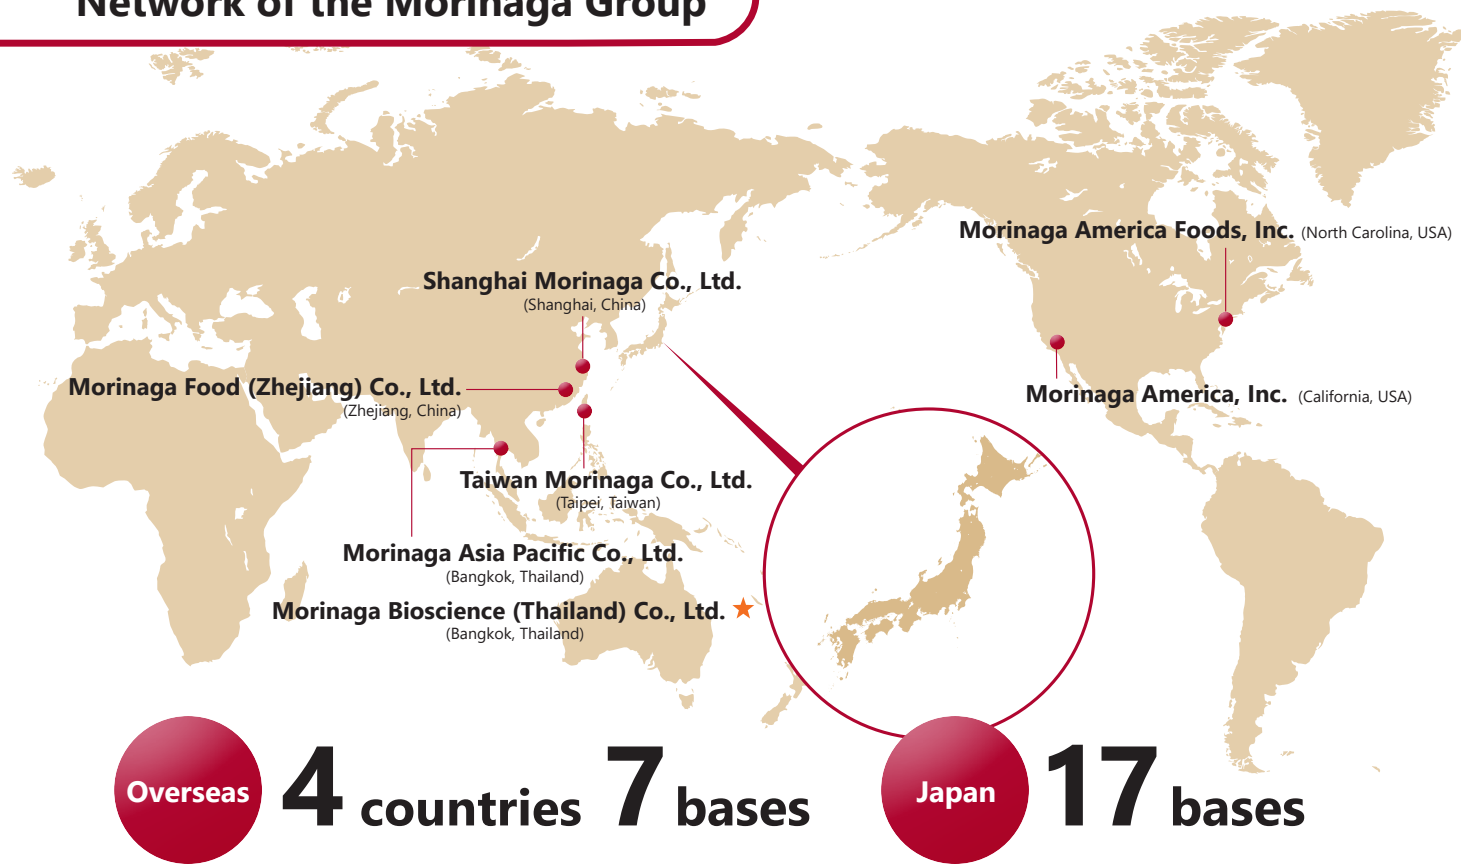 Network of the Morinaga Group
Morinaga America Foods, Inc. (North Carolina, USA)
Shanghai Morinaga Co., Ltd.
(Shanghai, China)
Morinaga Food (Zhejiang) Co., Ltd.
(Zhejiang, China)
Morinaga America, Inc. (California, USA)
Taiwan Morinaga Co., Ltd.
(Taipei, Taiwan)
Morinaga Asia Pacific Co., Ltd.
(Bangkok, Thailand)
Morinaga Bioscience (Thailand) Co., Ltd. ★
(Bangkok, Thailand)
Overseas 4 countries 7 bases
Japan 17 bases